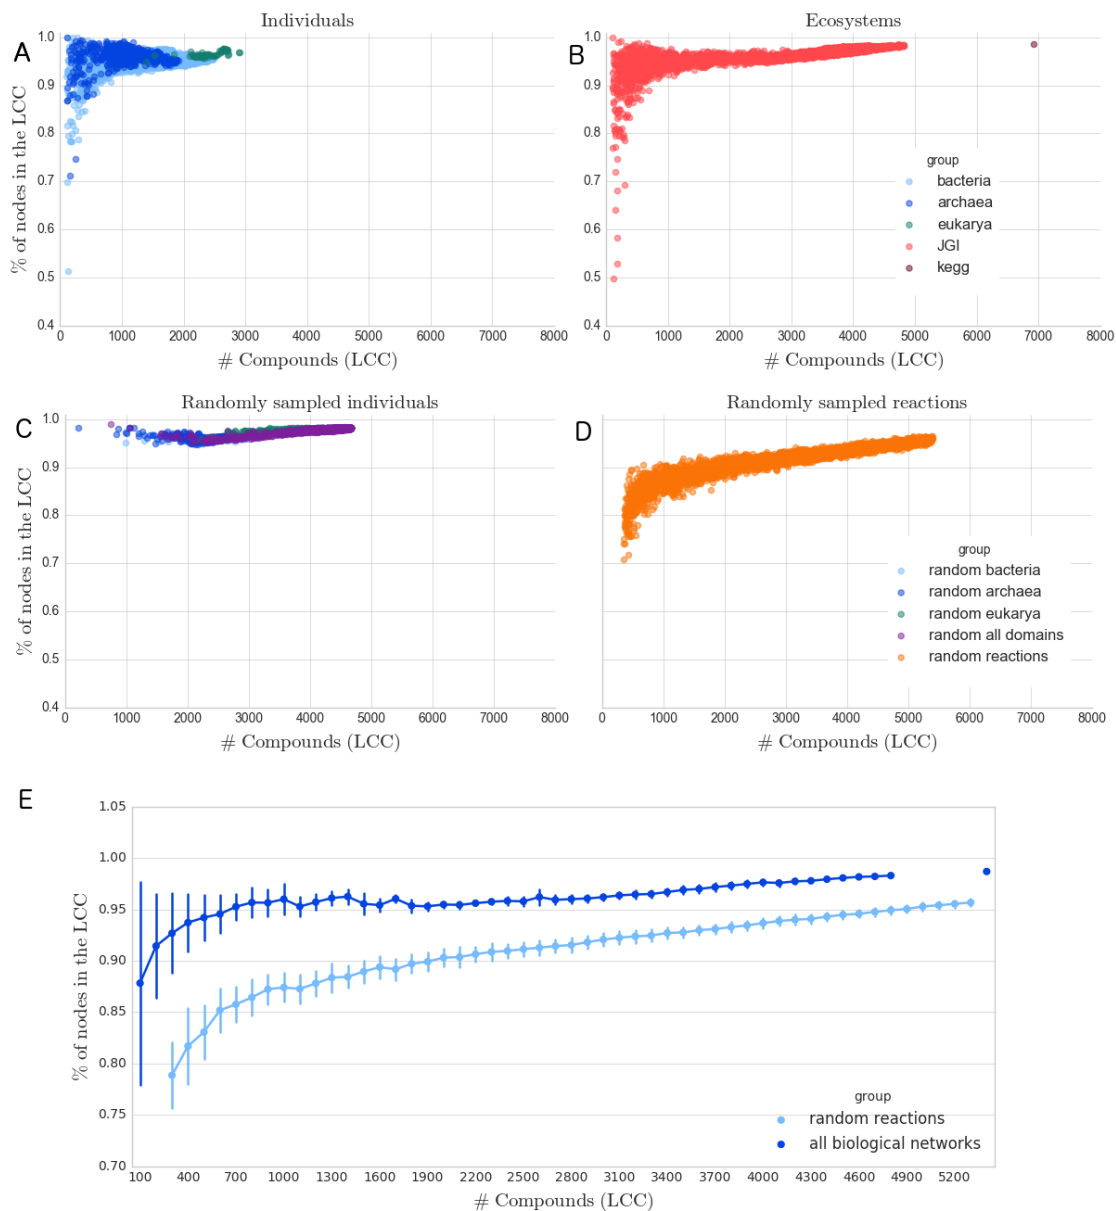 Individuals
A
1.0
0.9
0.8
0.7
0.6
0.5
0.4
% of nodes in the LCC
0 1000 2000 3000 4000 5000 6000 7000 8000
# Compounds (LCC)
Ecosystems
B
1.0
0.9
0.8
0.7
0.6
0.5
0.4
group
bacteria
archaea
eukarya
JGI
kegg
0 1000 2000 3000 4000 5000 6000 7000 8000
# Compounds (LCC)
Randomly sampled individuals
C
1.0
0.9
0.8
0.7
0.6
0.5
0.4
% of nodes in the LCC
0 1000 2000 3000 4000 5000 6000 7000 8000
# Compounds (LCC)
Randomly sampled reactions
D
group
random bacteria
random archaea
random eukarya
random all domains
random reactions
0 1000 2000 3000 4000 5000 6000 7000 8000
# Compounds (LCC)
E
1.05
1.00
0.95
0.90
0.85
0.80
0.75
0.70
% of nodes in the LCC
group
random reactions
all biological networks
100 400 700 1000 1300 1600 1900 2200 2500 2800 3100 3400 3700 4000 4300 4600 4900 5200
# Compounds (LCC)